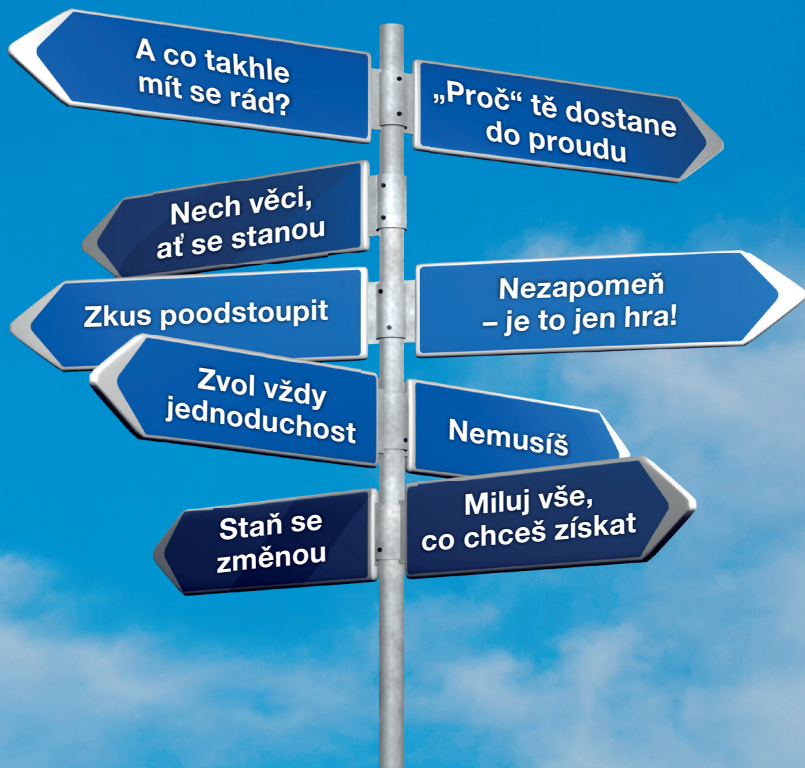 A co takhle
mít se rád?
„Proč“ tě dostane
do proudu
Nech věci,
ať se stanou
Zkus poodstoupit
Nezapomeň
– je to jen hra!
Zvol vždy
jednoduchost
Nemusíš
Staň se
změnou
Miluj vše,
co chceš získat